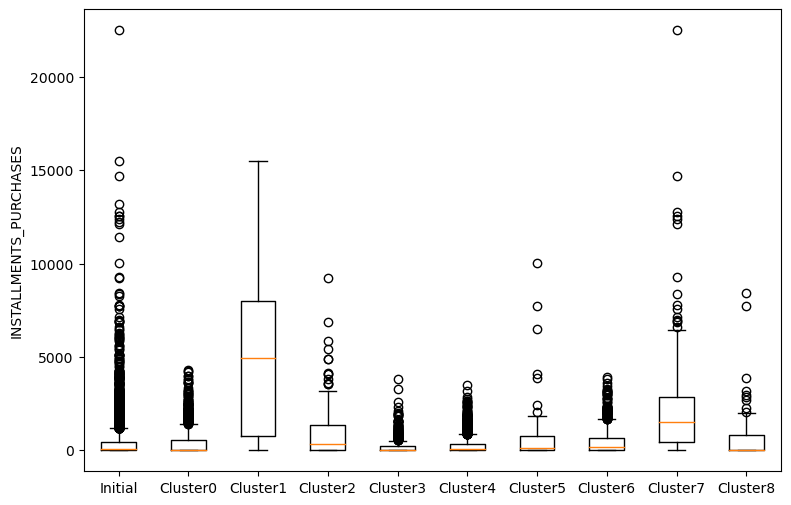 INSTALLMENTS_PURCHASES
20000
15000
10000
5000
0
Initial Cluster0 Cluster1 Cluster2 Cluster3 Cluster4 Cluster5 Cluster6 Cluster7 Cluster8